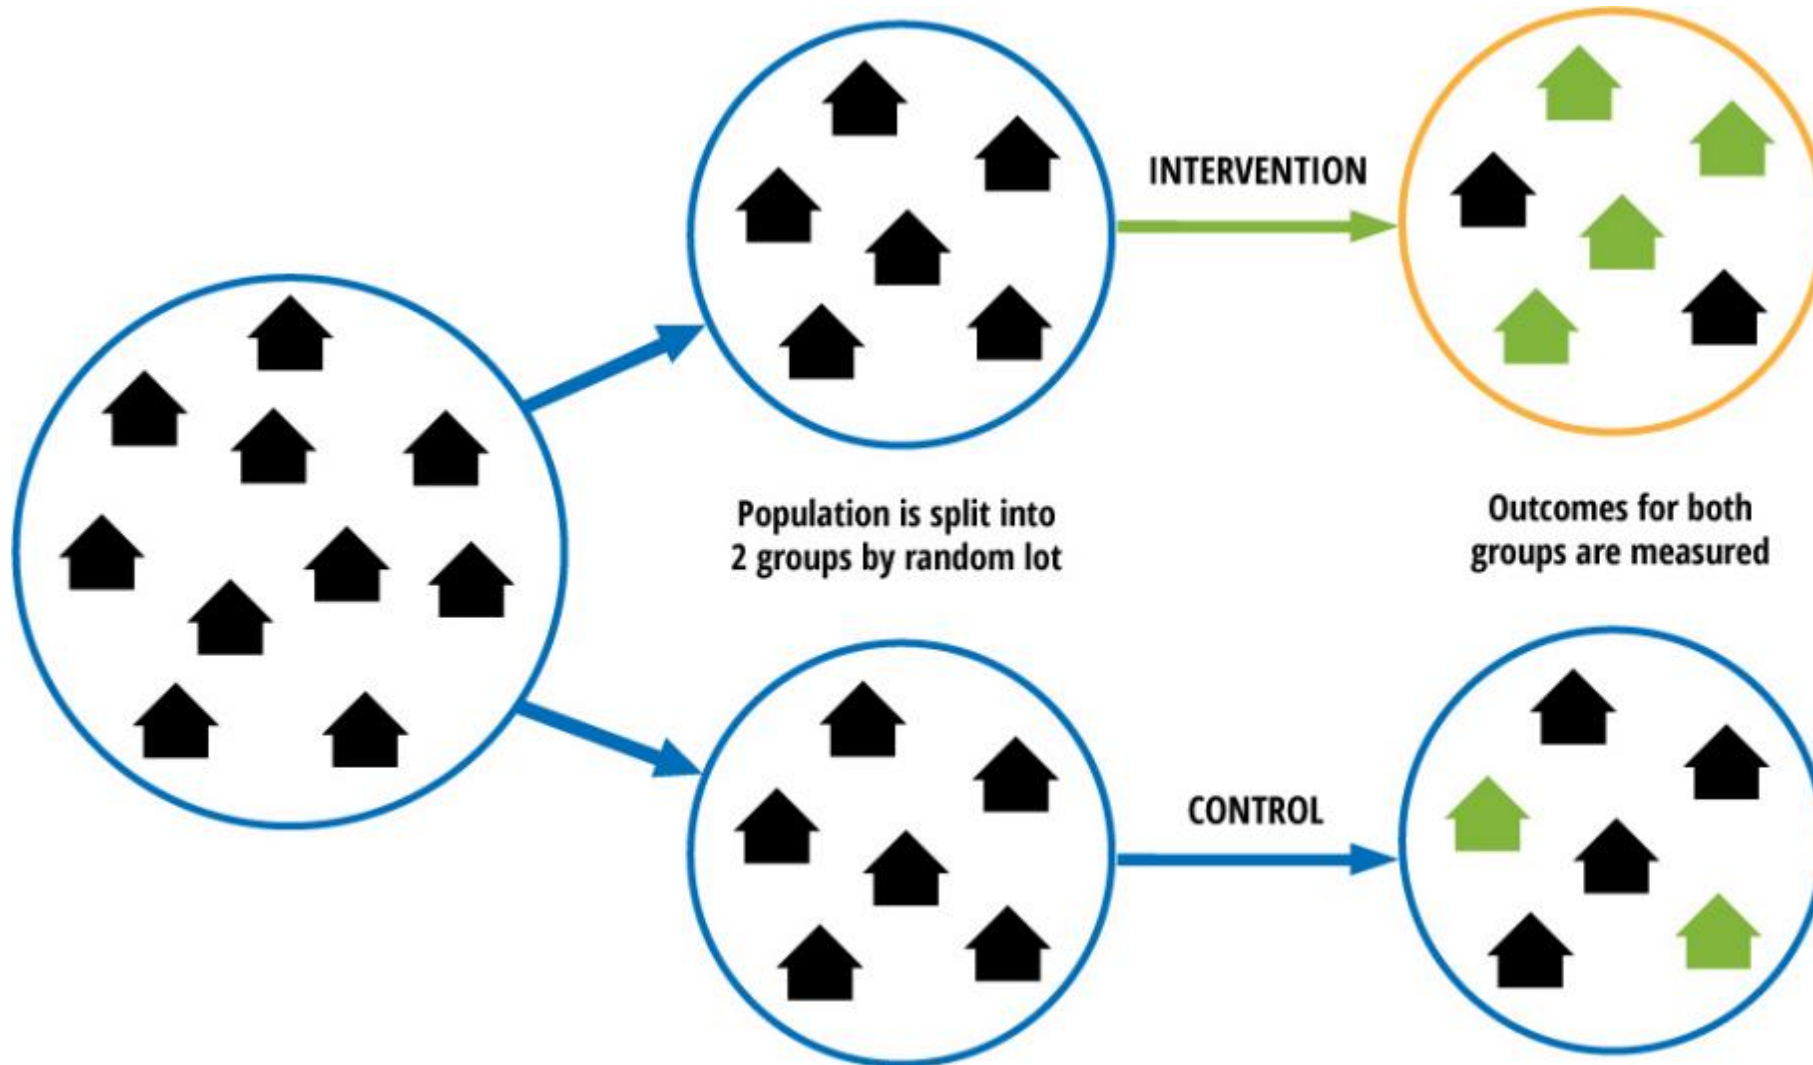 INTERVENTION
Population is split into
2 groups by random lot
Outcomes for both
groups are measured
CONTROL